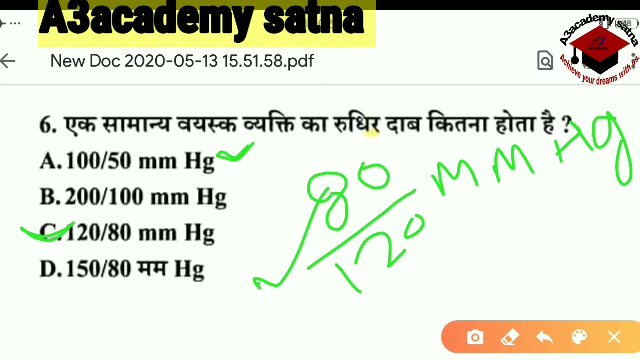 A3academy satna
New Doc 2020-05-13 15.51.58.pdf
A3academy satna
Achieve your dreams with us.
6. एक सामान्य वयस्क व्यक्ति का रुधिर दाब कितना होता है ?
A. 100/50 mm Hg
B. 200/100 mm Hg
C. 120/80 mm Hg
D. 150/80 मम Hg
80
120
MM Hg